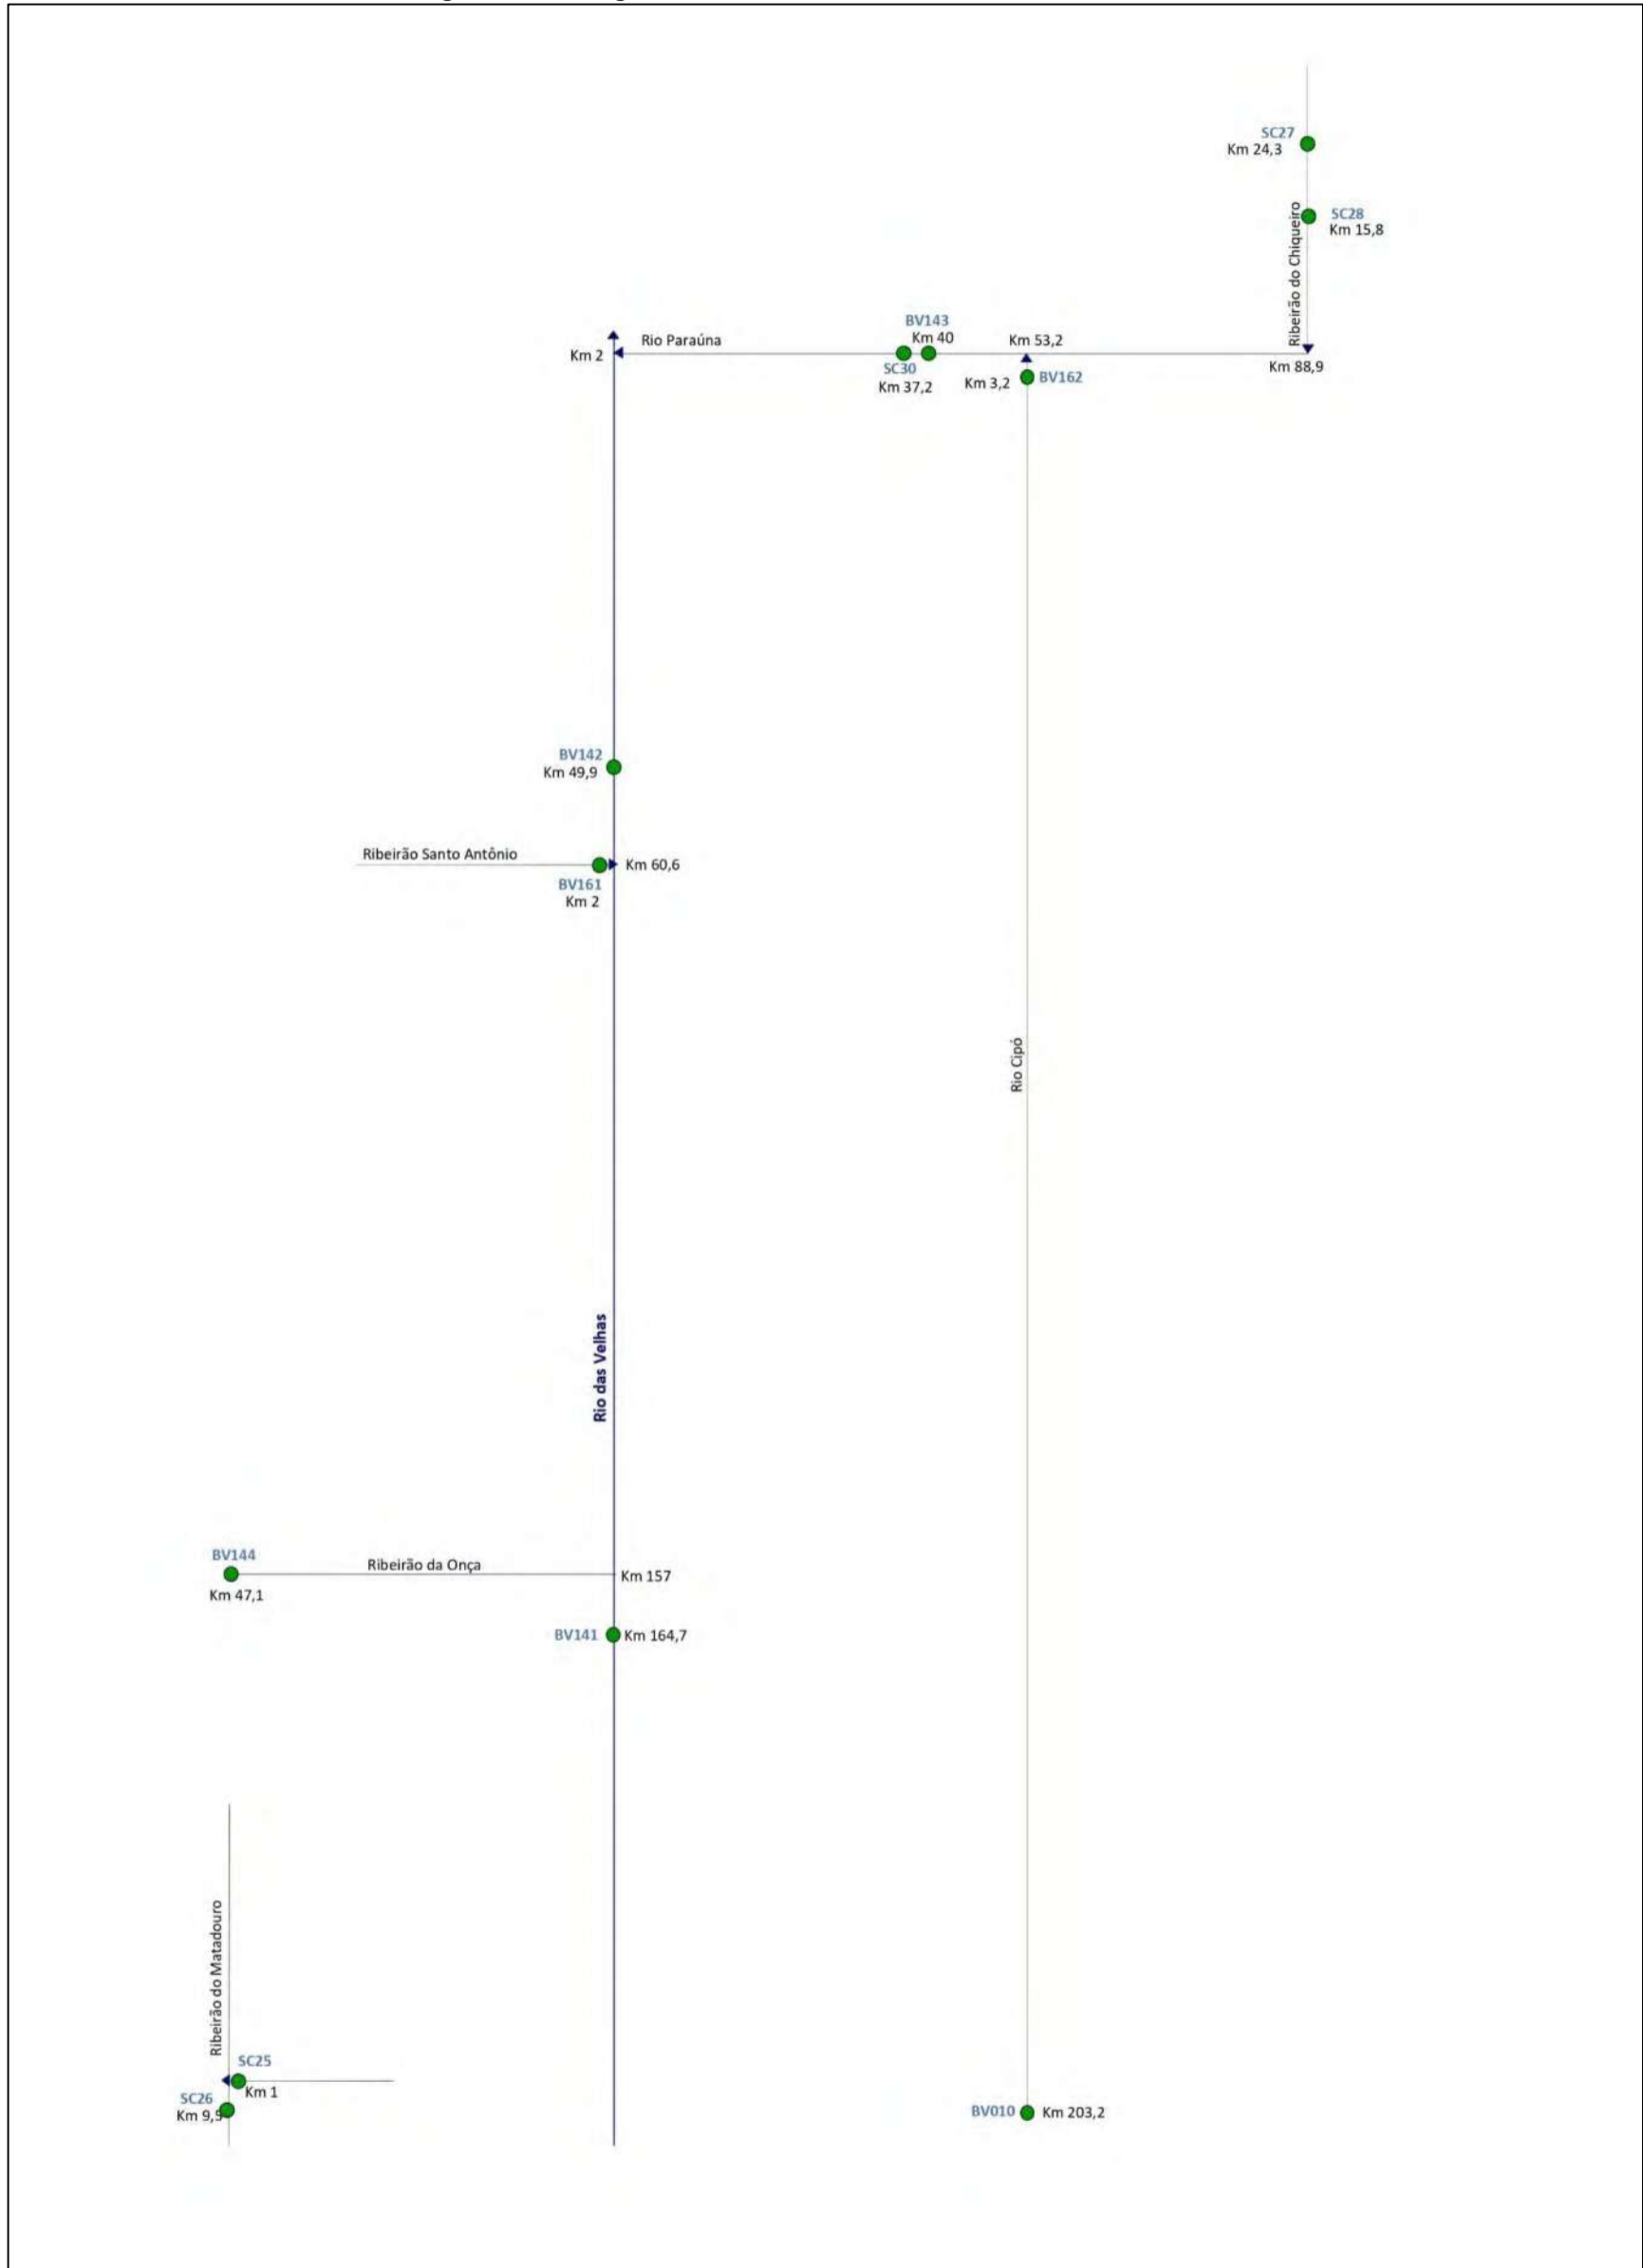 SC27
Km 24,3
SC28
Km 15,8
Ribeirão do Chiqueiro
BV143
Km 40
Km 53,2
Rio Paraúna
Km 2
SC30
Km 37,2
Km 3,2
BV162
Km 88,9
BV142
Km 49,9
Ribeirão Santo Antônio
Km 60,6
BV161
Km 2
Rio Cipó
Rio das Velhas
BV144
Ribeirão da Onça
Km 157
Km 47,1
BV141
Km 164,7
Ribeirão do Matadouro
SC25
Km 1
SC26
Km 9,9
BV010
Km 203,2